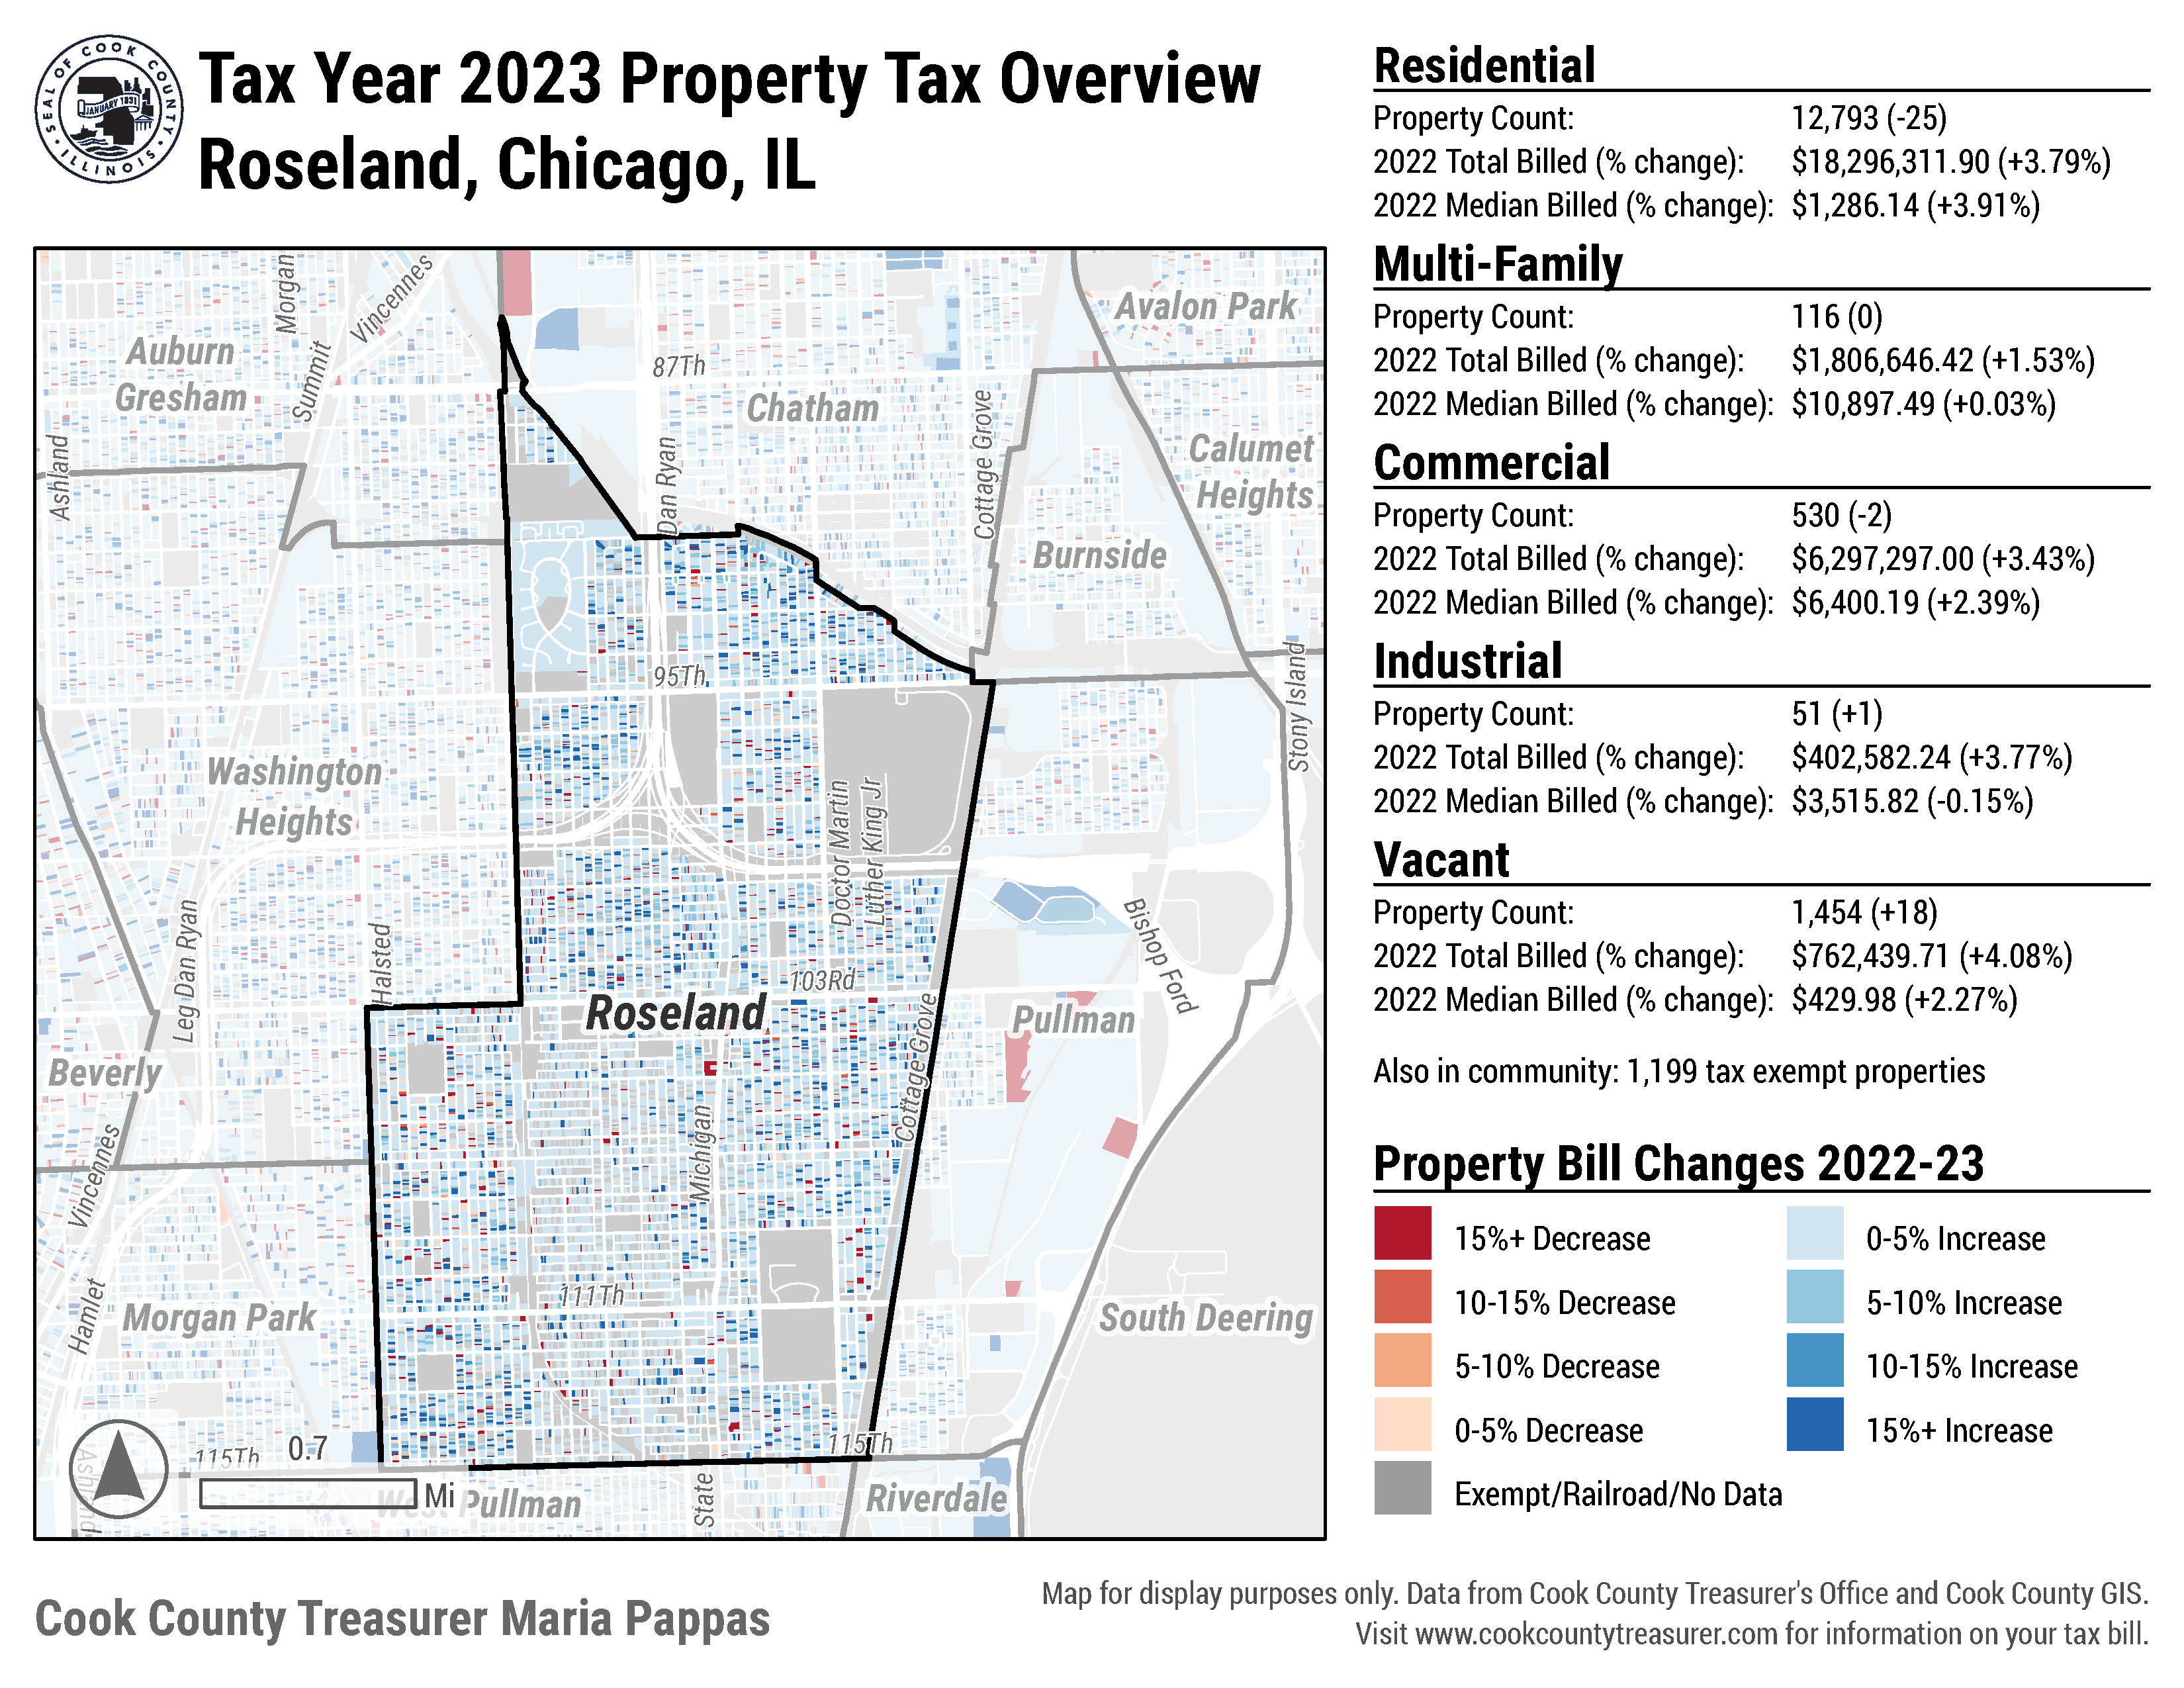 SEAL OF COOK COUNTY
JANUARY 1831
• ILLINOIS •
Tax Year 2023 Property Tax Overview
Roseland, Chicago, IL
Residential
Property Count: 12,793 (-25)
2022 Total Billed (% change): $18,296,311.90 (+3.79%)
2022 Median Billed (% change): $1,286.14 (+3.91%)
Multi-Family
Property Count: 116 (0)
2022 Total Billed (% change): $1,806,646.42 (+1.53%)
2022 Median Billed (% change): $10,897.49 (+0.03%)
Commercial
Property Count: 530 (-2)
2022 Total Billed (% change): $6,297,297.00 (+3.43%)
2022 Median Billed (% change): $6,400.19 (+2.39%)
Industrial
Property Count: 51 (+1)
2022 Total Billed (% change): $402,582.24 (+3.77%)
2022 Median Billed (% change): $3,515.82 (-0.15%)
Vacant
Property Count: 1,454 (+18)
2022 Total Billed (% change): $762,439.71 (+4.08%)
2022 Median Billed (% change): $429.98 (+2.27%)
Also in community: 1,199 tax exempt properties
Property Bill Changes 2022-23
15%+ Decrease
10-15% Decrease
5-10% Decrease
0-5% Decrease
Exempt/Railroad/No Data
0-5% Increase
5-10% Increase
10-15% Increase
15%+ Increase
Morgan
Vincennes
Avalon Park
Auburn
Gresham
Summit
87Th
Chatham
Cottage Grove
Calumet
Heights
Ashland
Dan Ryan
Burnside
95Th
Stony Island
Washington
Heights
Doctor Martin
Luther King Jr
Leg Dan Ryan
Halsted
Bishop Ford
103Rd
Roseland
Pullman
Cottage Grove
Beverly
Michigan
Vincennes
Hamlet
Morgan Park
111Th
South Deering
115Th
0.7
Mi
115Th
Ashland
West Pullman
State
Riverdale
Cook County Treasurer Maria Pappas
Map for display purposes only. Data from Cook County Treasurer's Office and Cook County GIS.
Visit www.cookcountytreasurer.com for information on your tax bill.